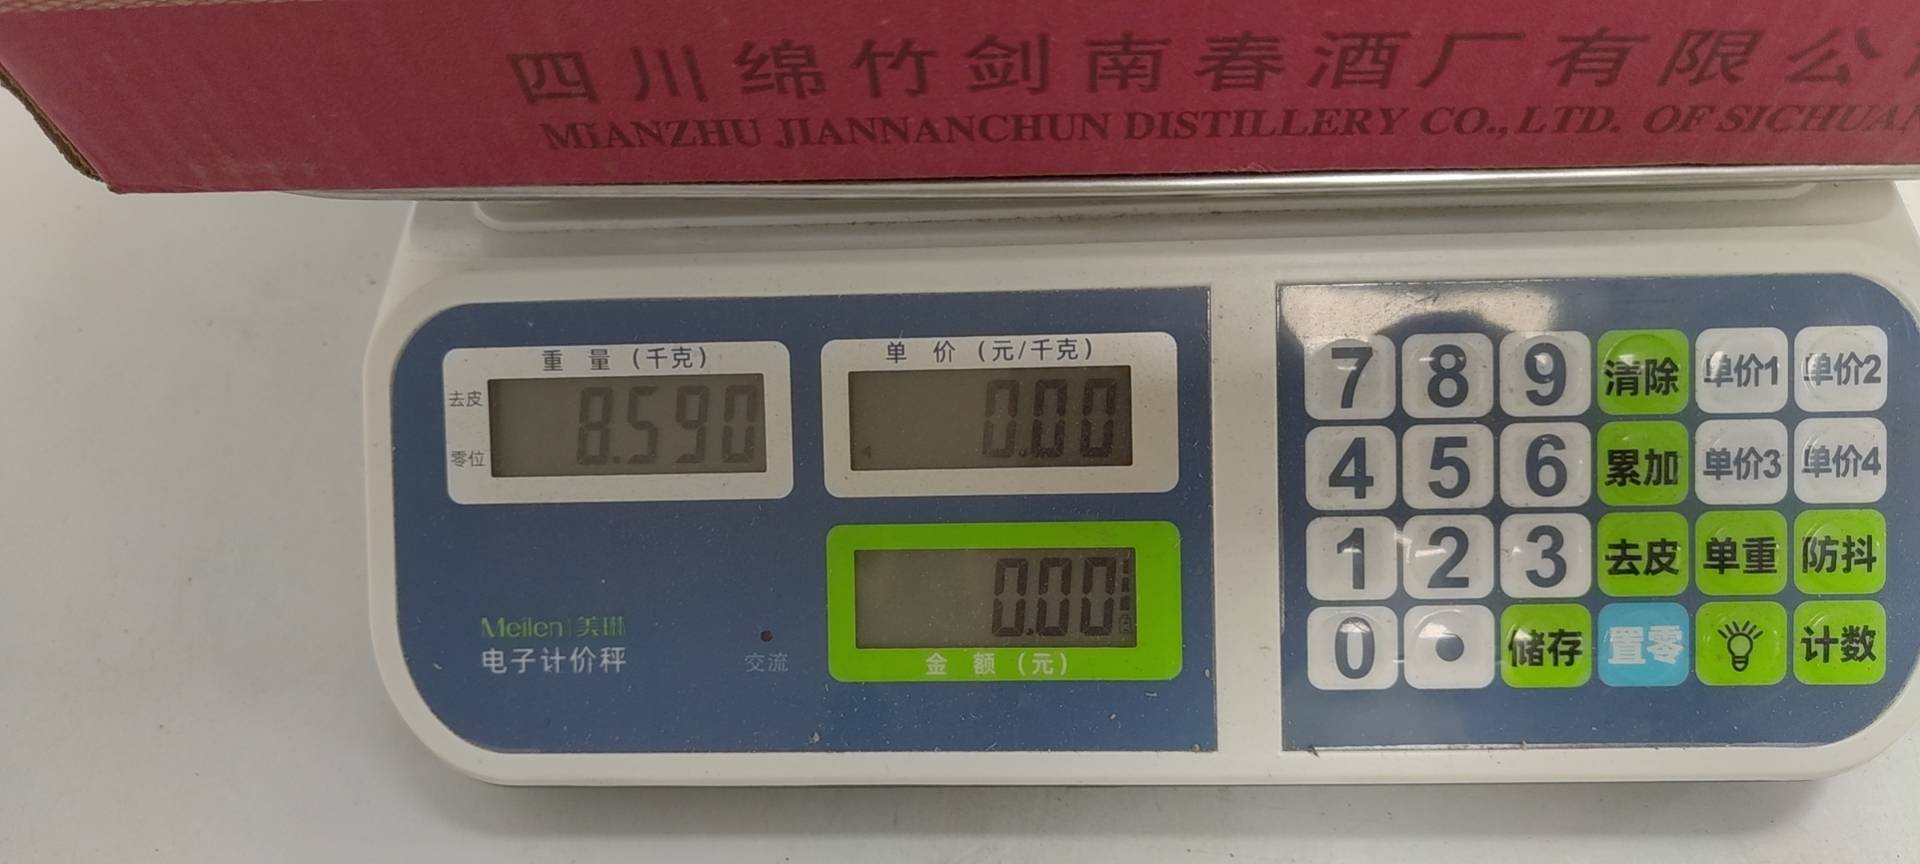 四川绵竹剑南春酒厂有限公
MIANZHU JIANNANCHUN DISTILLERY CO., LTD. OF SICHUAN
重量(千克)
去皮
零位
8.590
单价(元/千克)
0.00
0.00
金额(元)
Meilen|美琳
电子计价秤
交流
7 8 9 清除 单价1 单价2
4 5 6 累加 单价3 单价4
1 2 3 去皮 单重 防抖
0 • 储存 置零 计数